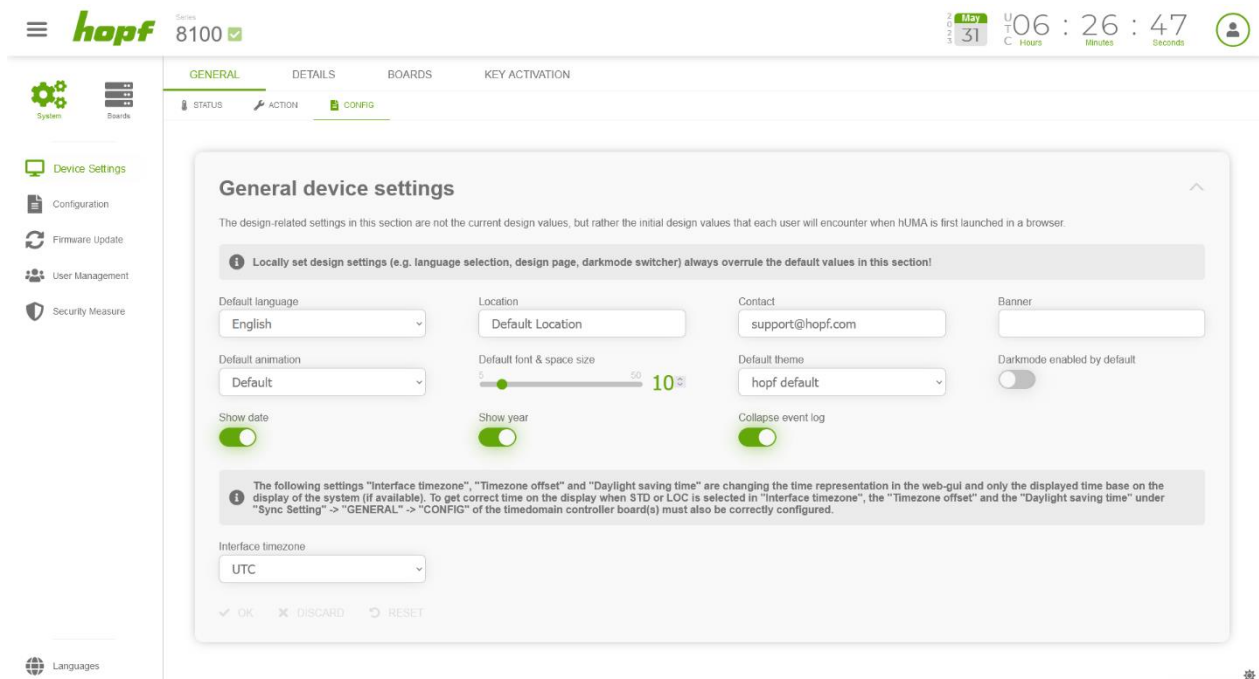 hopf
Series
8100
2023
May
31
UTC
06 : 26 : 47
Hours Minutes Seconds
System Boards
Device Settings
Configuration
Firmware Update
User Management
Security Measure
Languages
GENERAL DETAILS BOARDS KEY ACTIVATION
STATUS ACTION CONFIG
General device settings
The design-related settings in this section are not the current design values, but rather the initial design values that each user will encounter when hUMA is first launched in a browser.
Locally set design settings (e.g. language selection, design page, darkmode switcher) always overrule the default values in this section!
Default language Location Contact Banner
English Default Location support@hopf.com
Default animation Default font & space size Default theme Darkmode enabled by default
Default 5 50 10 hopf default
Show date Show year Collapse event log
The following settings "Interface timezone", "Timezone offset" and "Daylight saving time" are changing the time representation in the web-gui and only the displayed time base on the
display of the system (if available). To get correct time on the display when STD or LOC is selected in "Interface timezone", the "Timezone offset" and the "Daylight saving time" under
"Sync Setting" -> "GENERAL" -> "CONFIG" of the timedomain controller board(s) must also be correctly configured.
Interface timezone
UTC
OK DISCARD RESET